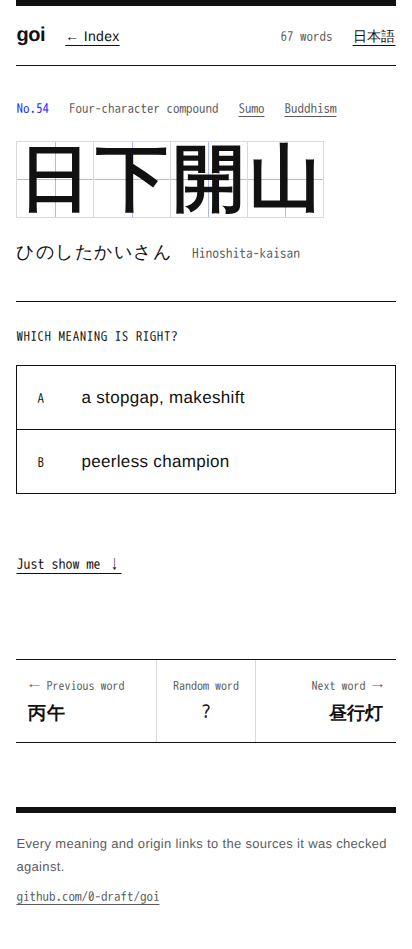 goi ← Index 67 words 日本語
No.54 Four-character compound Sumo Buddhism
日下開山
ひのしたかいさん Hinoshita-kaisan
WHICH MEANING IS RIGHT?
A a stopgap, makeshift
B peerless champion
Just show me ↓
← Previous word Random word Next word →
丙午 ? 昼行灯
Every meaning and origin links to the sources it was checked
against.
github.com/0-draft/goi